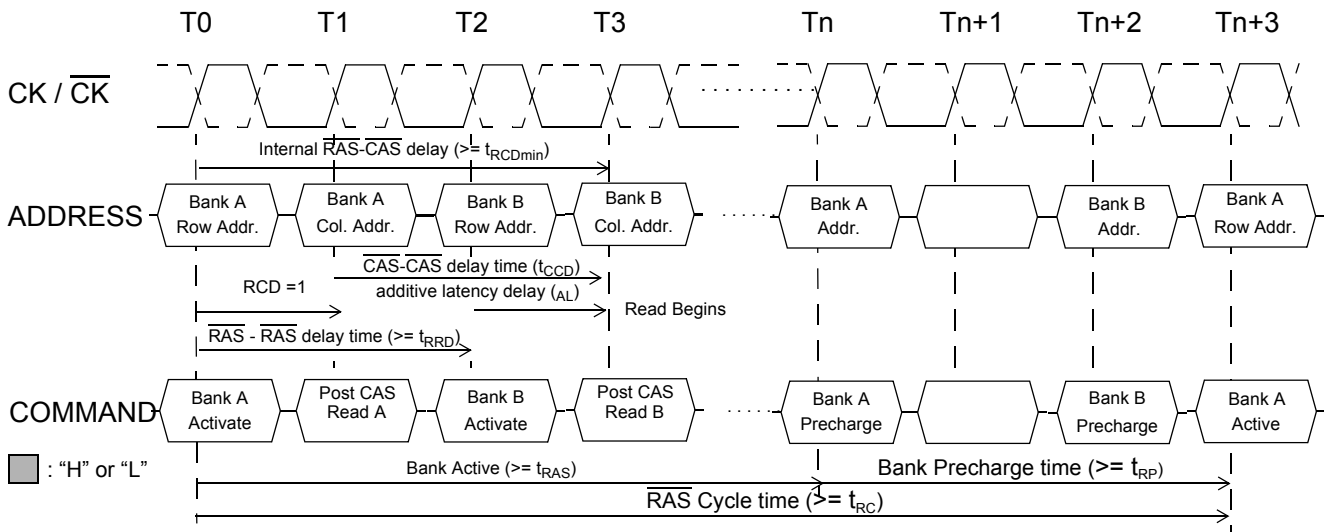 T0 T1 T2 T3 Tn Tn+1 Tn+2 Tn+3
CK / CK
Internal RAS-CAS delay (>= tRCDmin)
ADDRESS
Bank A
Row Addr.
Bank A
Col. Addr.
Bank B
Row Addr.
Bank B
Col. Addr.
Bank A
Addr.
Bank B
Addr.
Bank A
Row Addr.
CAS-CAS delay time (tCCD)
RCD =1
additive latency delay (AL)
Read Begins
RAS - RAS delay time (>= tRRD)
COMMAND
Bank A
Activate
Post CAS
Read A
Bank B
Activate
Post CAS
Read B
Bank A
Precharge
Bank B
Precharge
Bank A
Active
: “H” or “L”
Bank Active (>= tRAS)
Bank Precharge time (>= tRP)
RAS Cycle time (>= tRC)